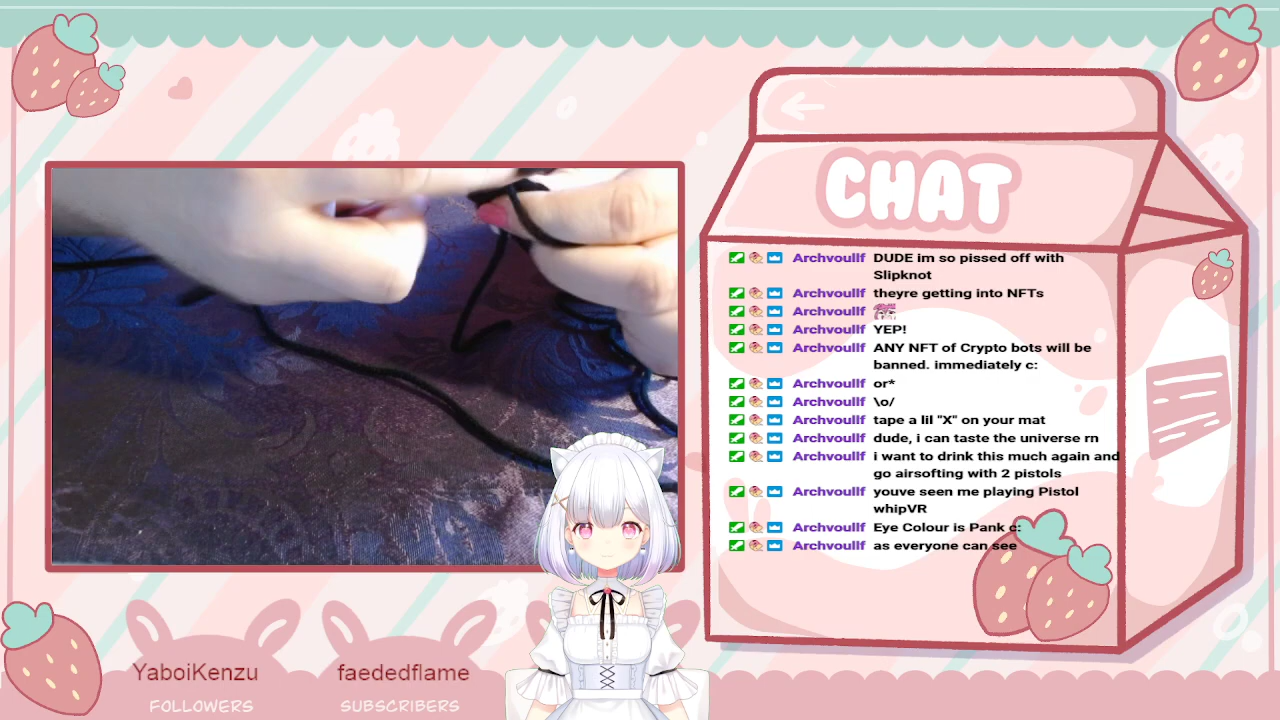 CHAT
Archvoullf DUDE im so pissed off with
Slipknot
Archvoullf theyre getting into NFTs
Archvoullf
Archvoullf YEP!
Archvoullf ANY NFT of Crypto bots will be
banned. immediately c:
Archvoullf or*
Archvoullf \o/
Archvoullf tape a lil "X" on your mat
Archvoullf dude, i can taste the universe rn
Archvoullf i want to drink this much again and
go airsofting with 2 pistols
Archvoullf youve seen me playing Pistol
whipVR
Archvoullf Eye Colour is Pank c:
Archvoullf as everyone can see
YaboiKenzu
FOLLOWERS
faededflame
SUBSCRIBERS